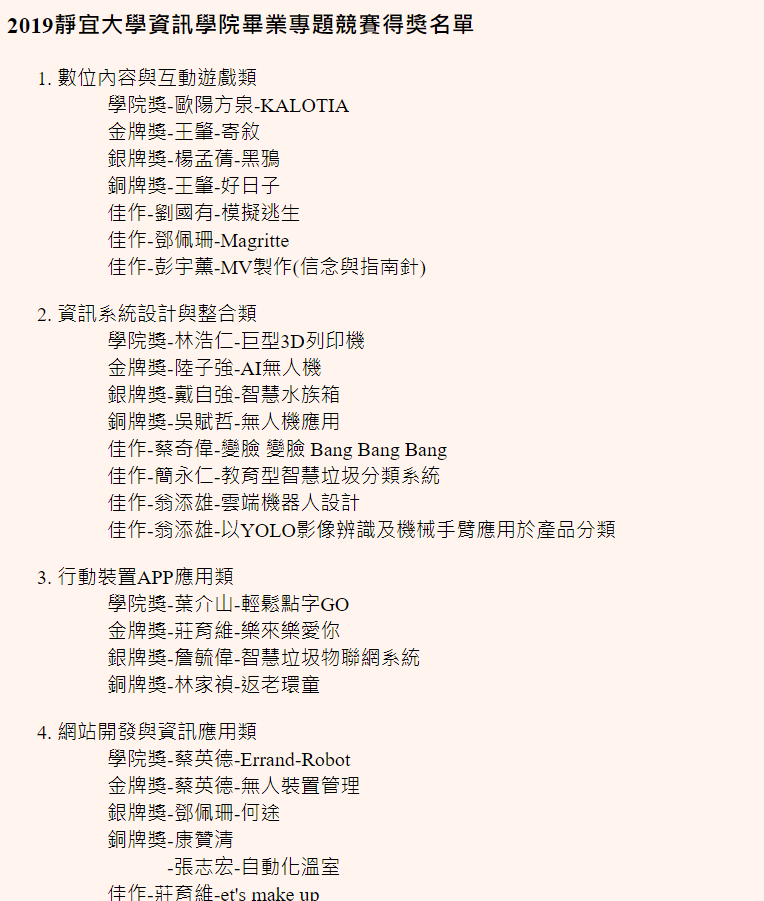 2019靜宜大學資訊學院畢業專題競賽得獎名單
1. 數位內容與互動遊戲類
學院獎-歐陽方泉-KALOTIA
金牌獎-王肇-寄敘
銀牌獎-楊孟蒨-黑鴉
銅牌獎-王肇-好日子
佳作-劉國有-模擬逃生
佳作-鄧佩珊-Magritte
佳作-彭宇薰-MV製作(信念與指南針)
2. 資訊系統設計與整合類
學院獎-林浩仁-巨型3D列印機
金牌獎-陸子強-AI無人機
銀牌獎-戴自強-智慧水族箱
銅牌獎-吳賦哲-無人機應用
佳作-蔡奇偉-變臉 變臉 Bang Bang Bang
佳作-簡永仁-教育型智慧垃圾分類系統
佳作-翁添雄-雲端機器人設計
佳作-翁添雄-以YOLO影像辨識及機械手臂應用於產品分類
3. 行動裝置APP應用類
學院獎-葉介山-輕鬆點字GO
金牌獎-莊育維-樂來樂愛你
銀牌獎-詹毓偉-智慧垃圾物聯網系統
銅牌獎-林家禎-返老環童
4. 網站開發與資訊應用類
學院獎-蔡英德-Errand-Robot
金牌獎-蔡英德-無人裝置管理
銀牌獎-鄧佩珊-何途
銅牌獎-康贊清
-張志宏-自動化溫室
佳作-莊育維-et's make up